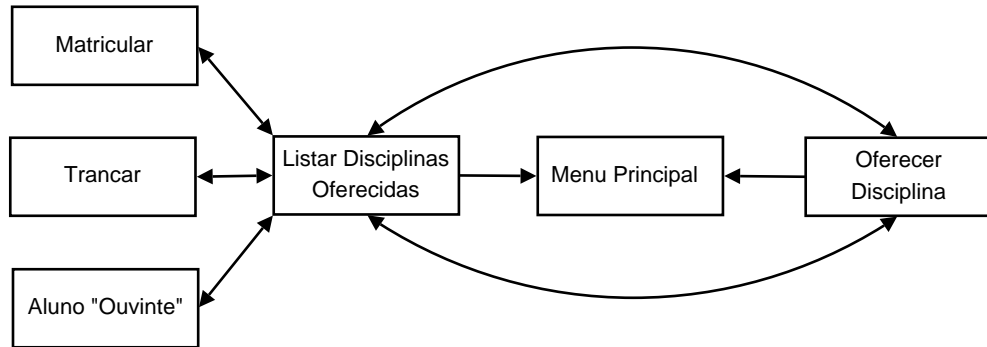 Matricular
Trancar
Aluno "Ouvinte"
Listar Disciplinas
Oferecidas
Menu Principal
Oferecer
Disciplina